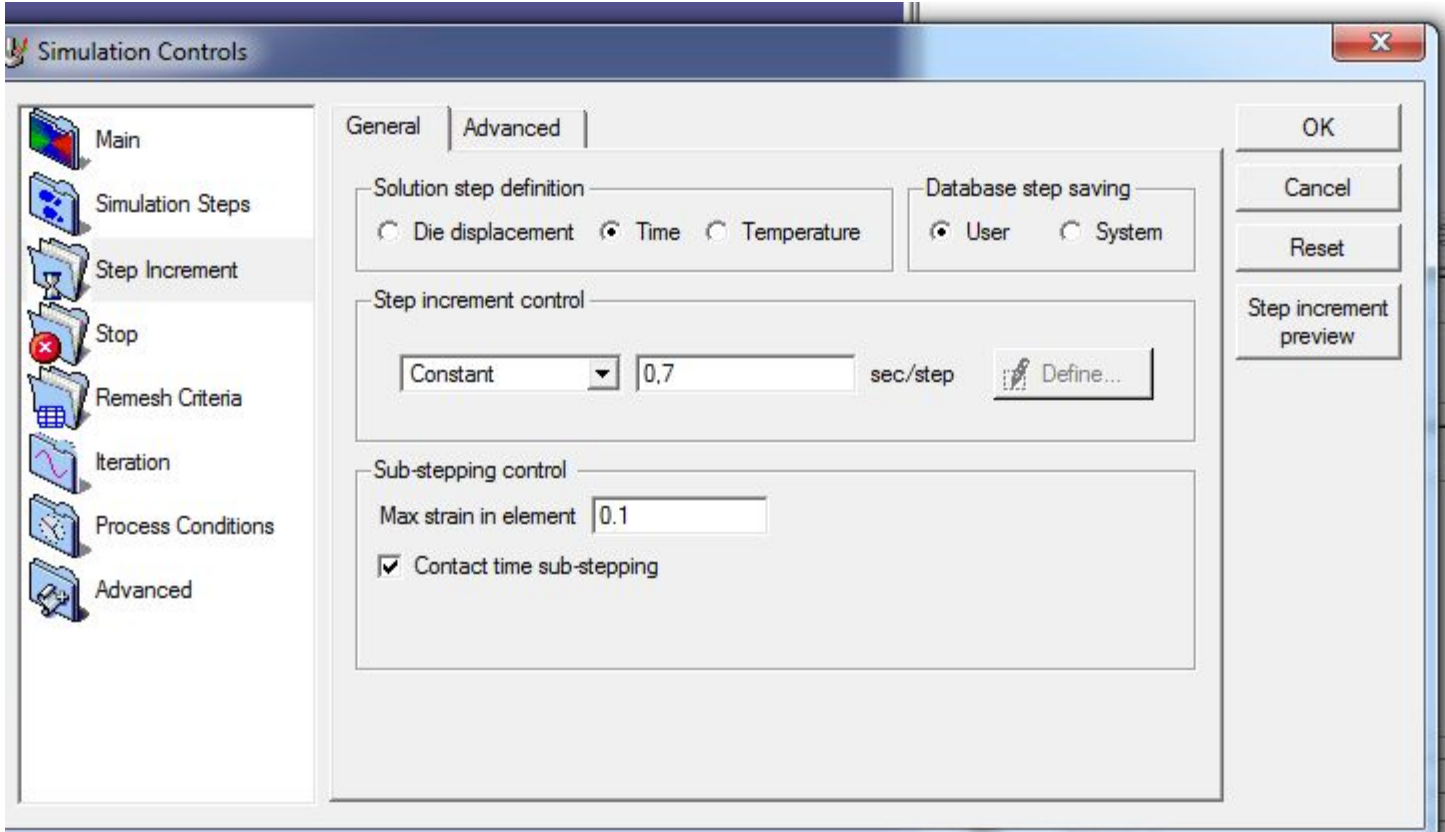 Simulation Controls
Main
Simulation Steps
Step Increment
Stop
Remesh Criteria
Iteration
Process Conditions
Advanced
General Advanced
Solution step definition
Die displacement Time Temperature
Database step saving
User System
Step increment control
Constant 0,7 sec/step Define...
Sub-stepping control
Max strain in element 0.1
Contact time sub-stepping
OK
Cancel
Reset
Step increment
preview